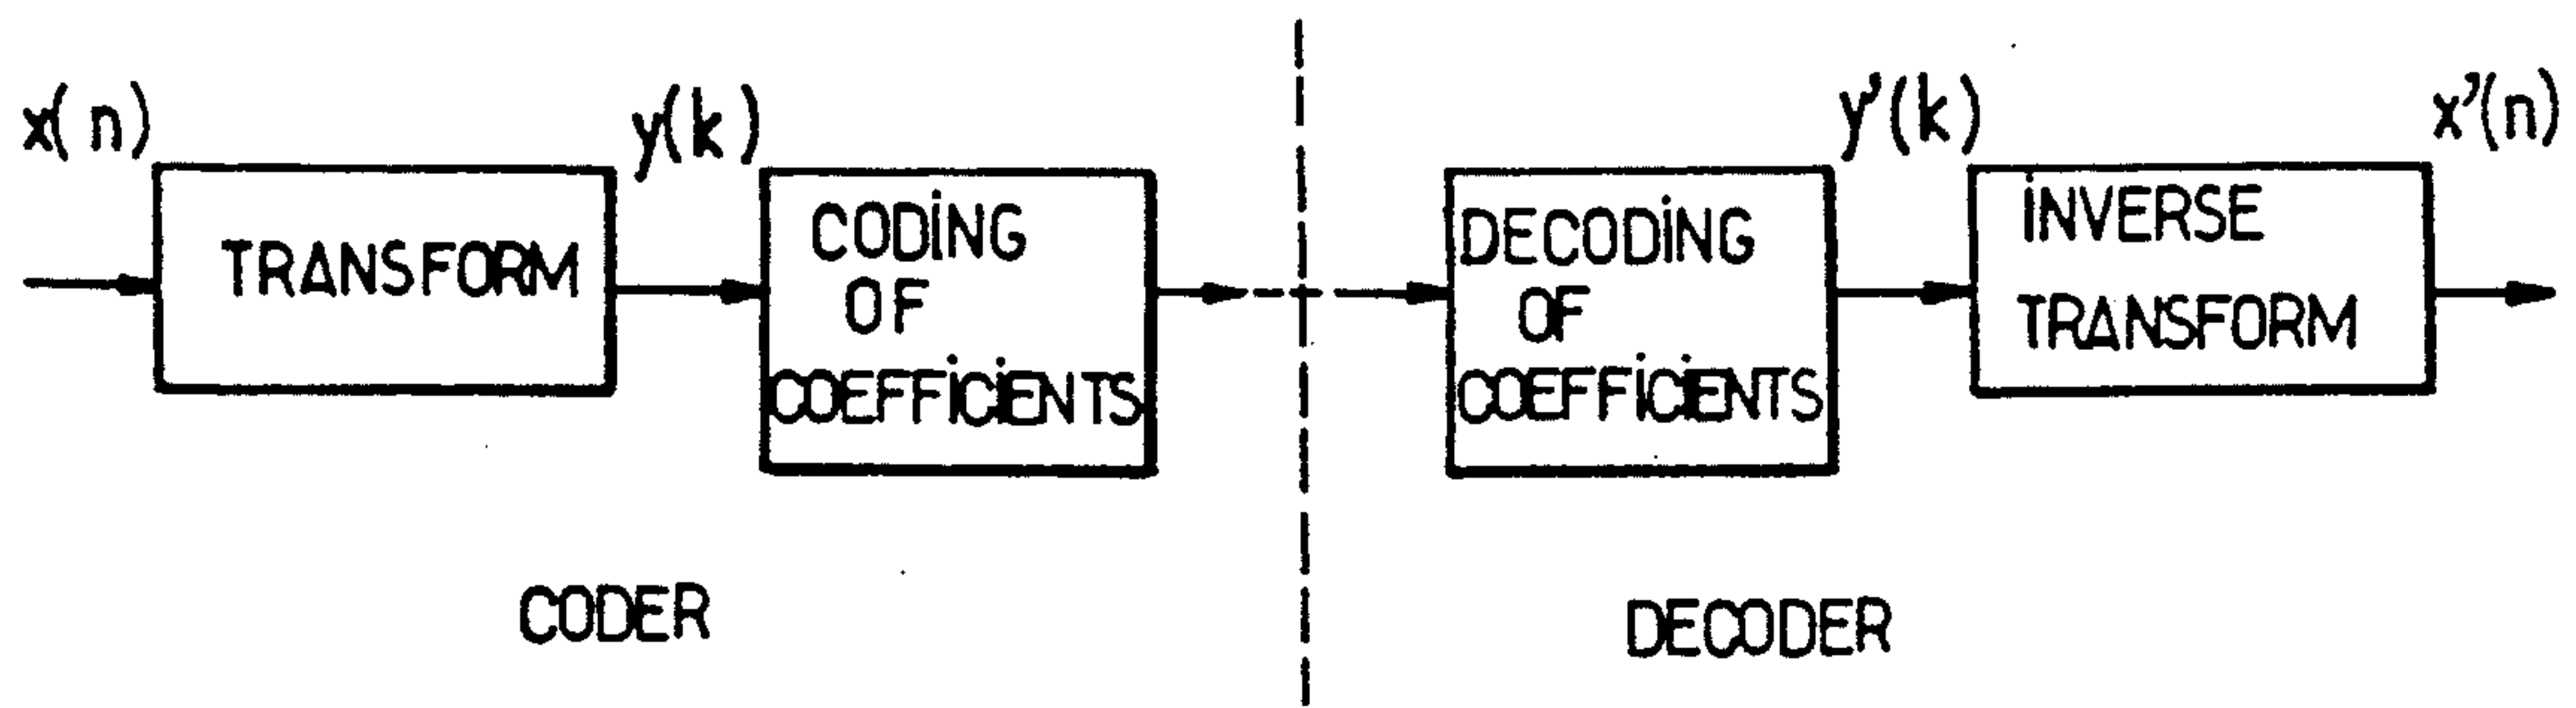 x(n)
TRANSFORM
y(k)
CODING
OF
COEFFICIENTS
DECODING
OF
COEFFICIENTS
y'(k)
INVERSE
TRANSFORM
x'(n)
CODER
DECODER